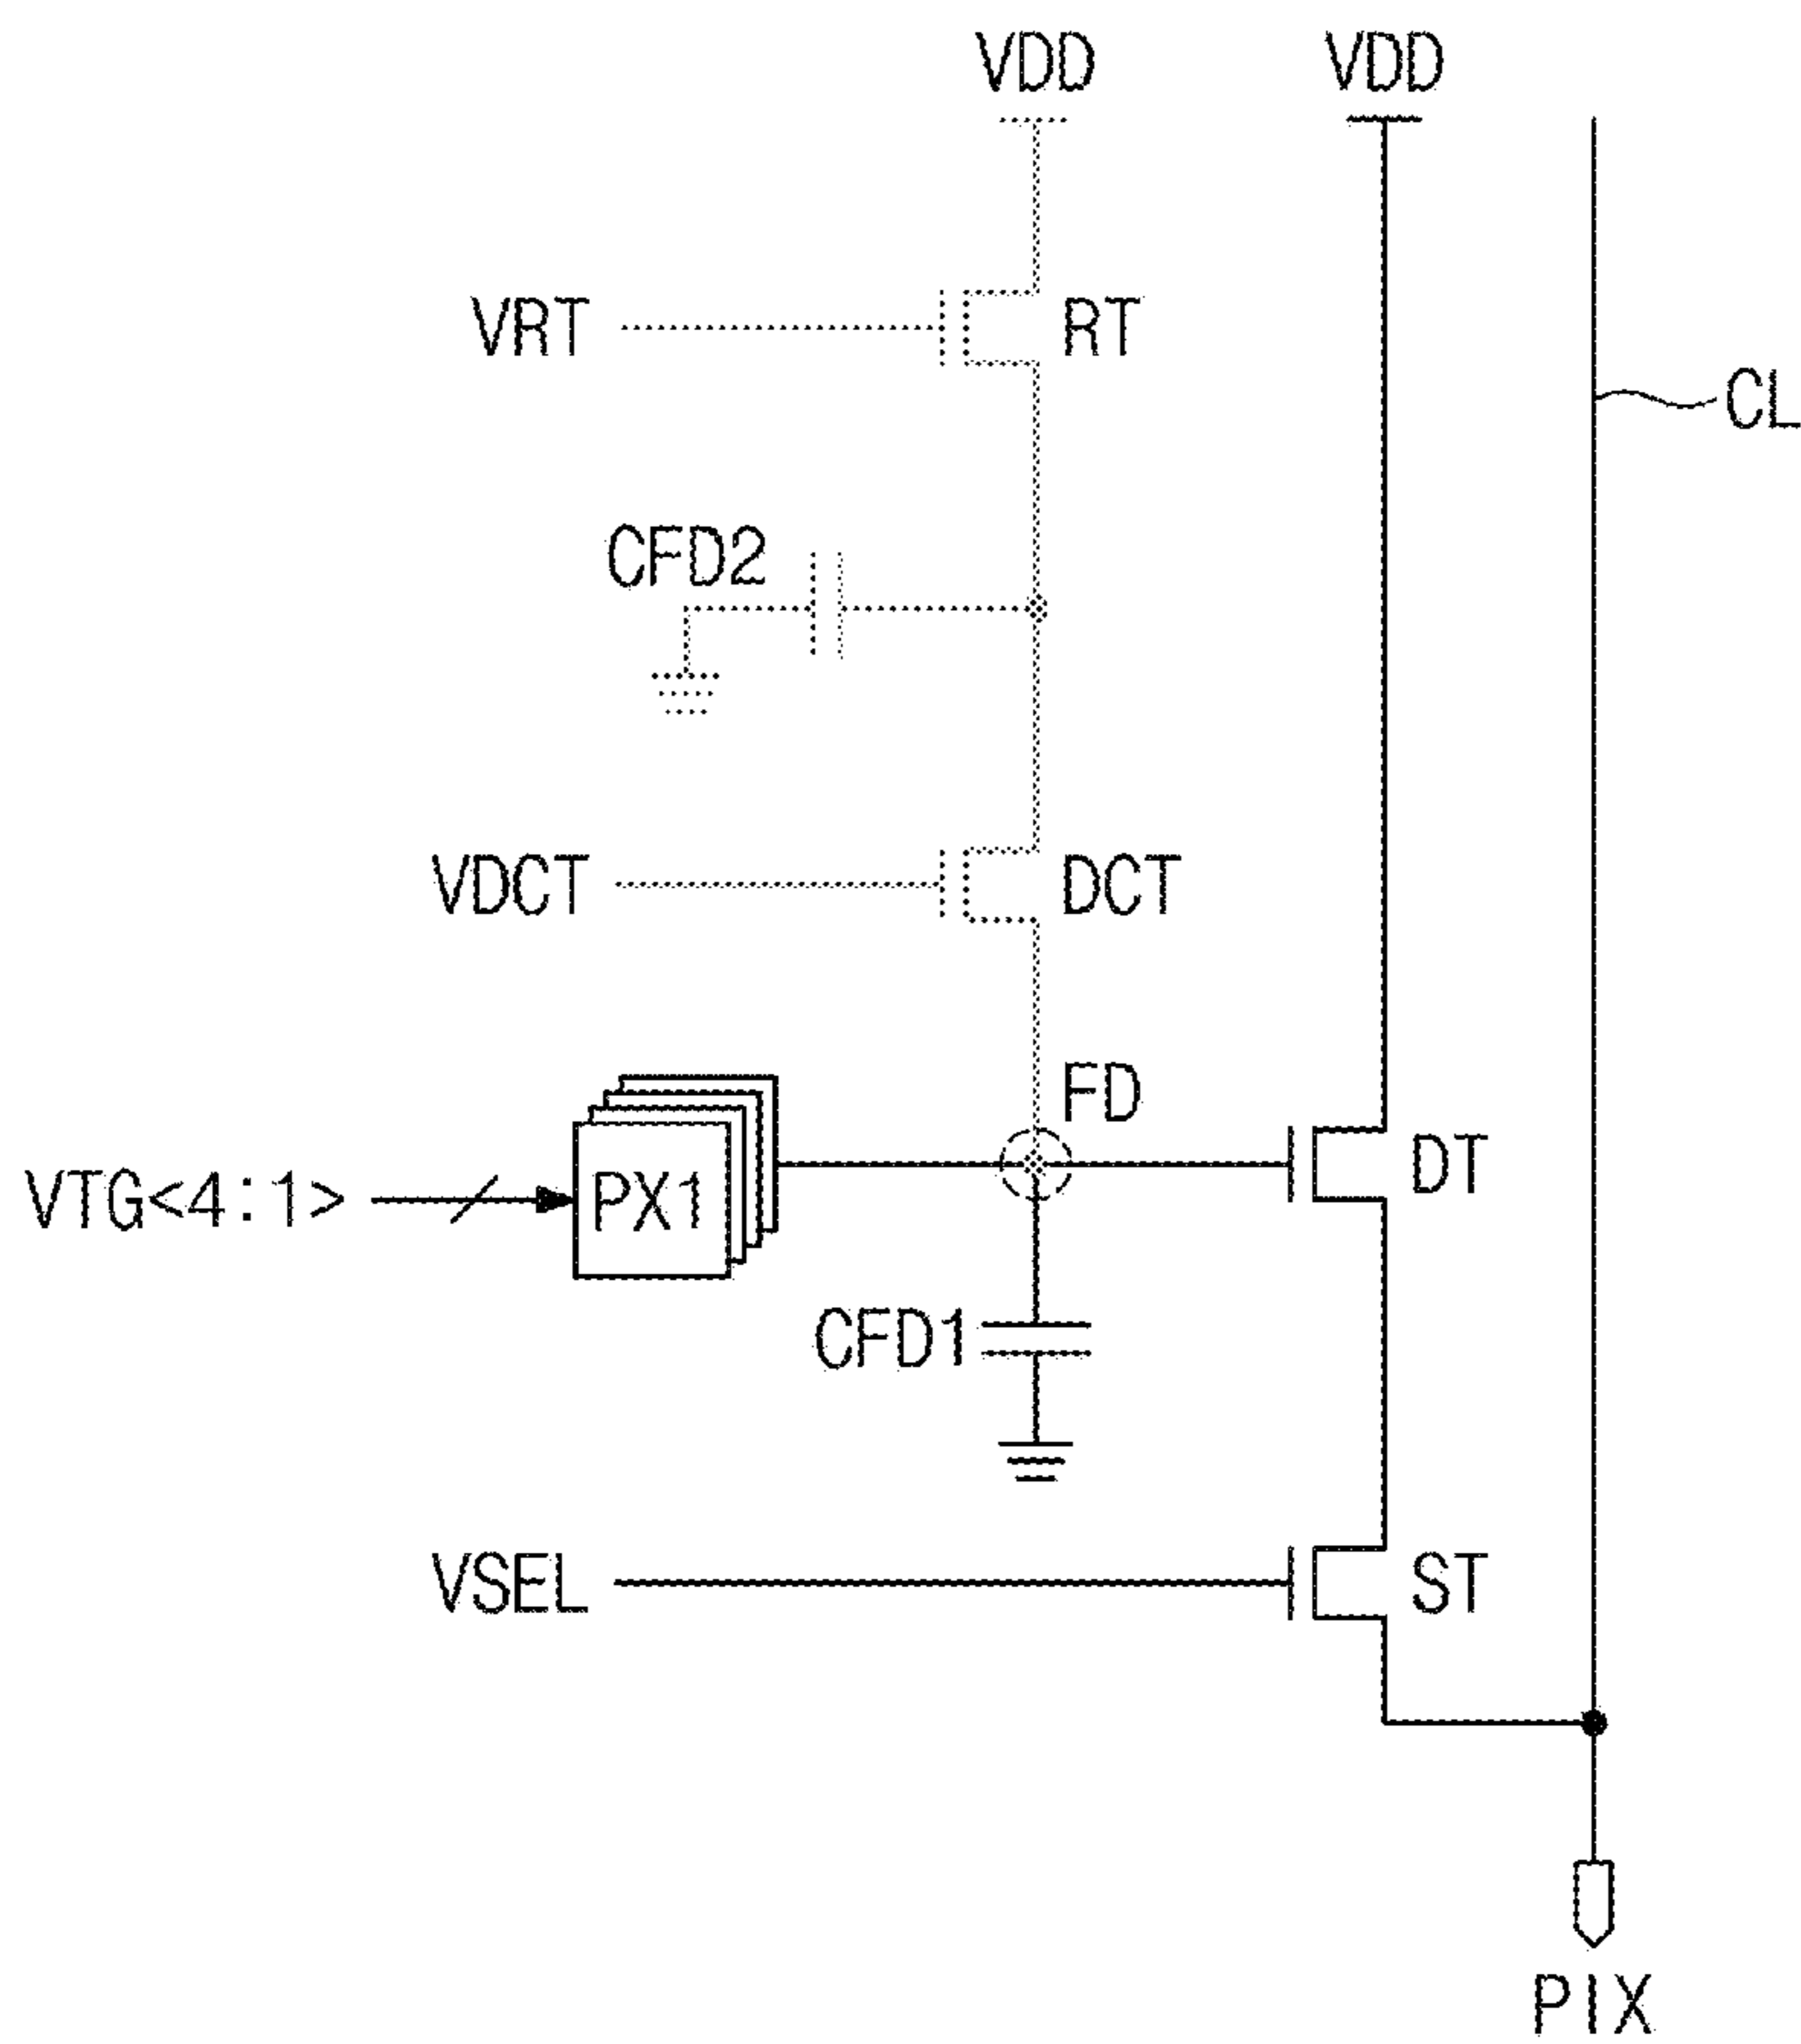 VDD VDD
VRT RT
CL
CFD2
VDCT DCT
FD
VTG<4:1> PX1 DT
CFD1
VSEL ST
PIX